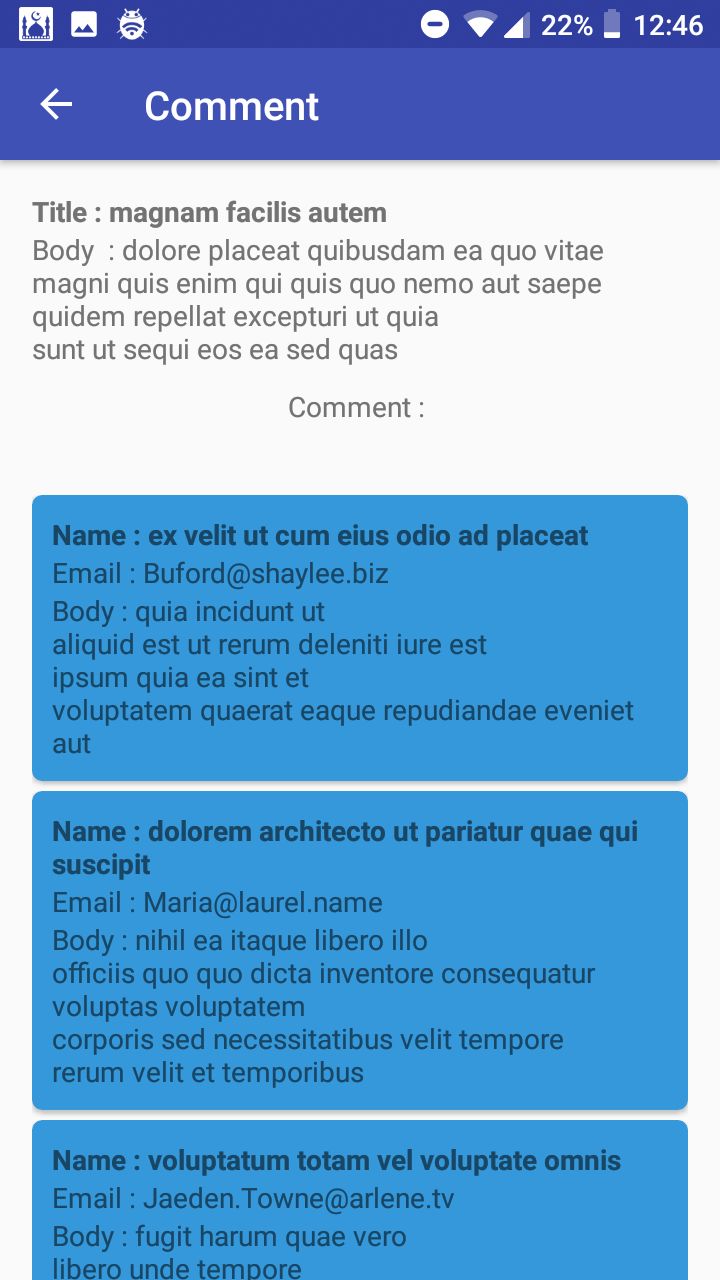 22% 12:46
Comment
Title : magnam facilis autem
Body  : dolore placeat quibusdam ea quo vitae
magni quis enim qui quis quo nemo aut saepe
quidem repellat excepturi ut quia
sunt ut sequi eos ea sed quas
Comment :
Name : ex velit ut cum eius odio ad placeat
Email : Buford@shaylee.biz
Body : quia incidunt ut
aliquid est ut rerum deleniti iure est
ipsum quia ea sint et
voluptatem quaerat eaque repudiandae eveniet
aut
Name : dolorem architecto ut pariatur quae qui
suscipit
Email : Maria@laurel.name
Body : nihil ea itaque libero illo
officiis quo quo dicta inventore consequatur
voluptas voluptatem
corporis sed necessitatibus velit tempore
rerum velit et temporibus
Name : voluptatum totam vel voluptate omnis
Email : Jaeden.Towne@arlene.tv
Body : fugit harum quae vero
libero unde tempore